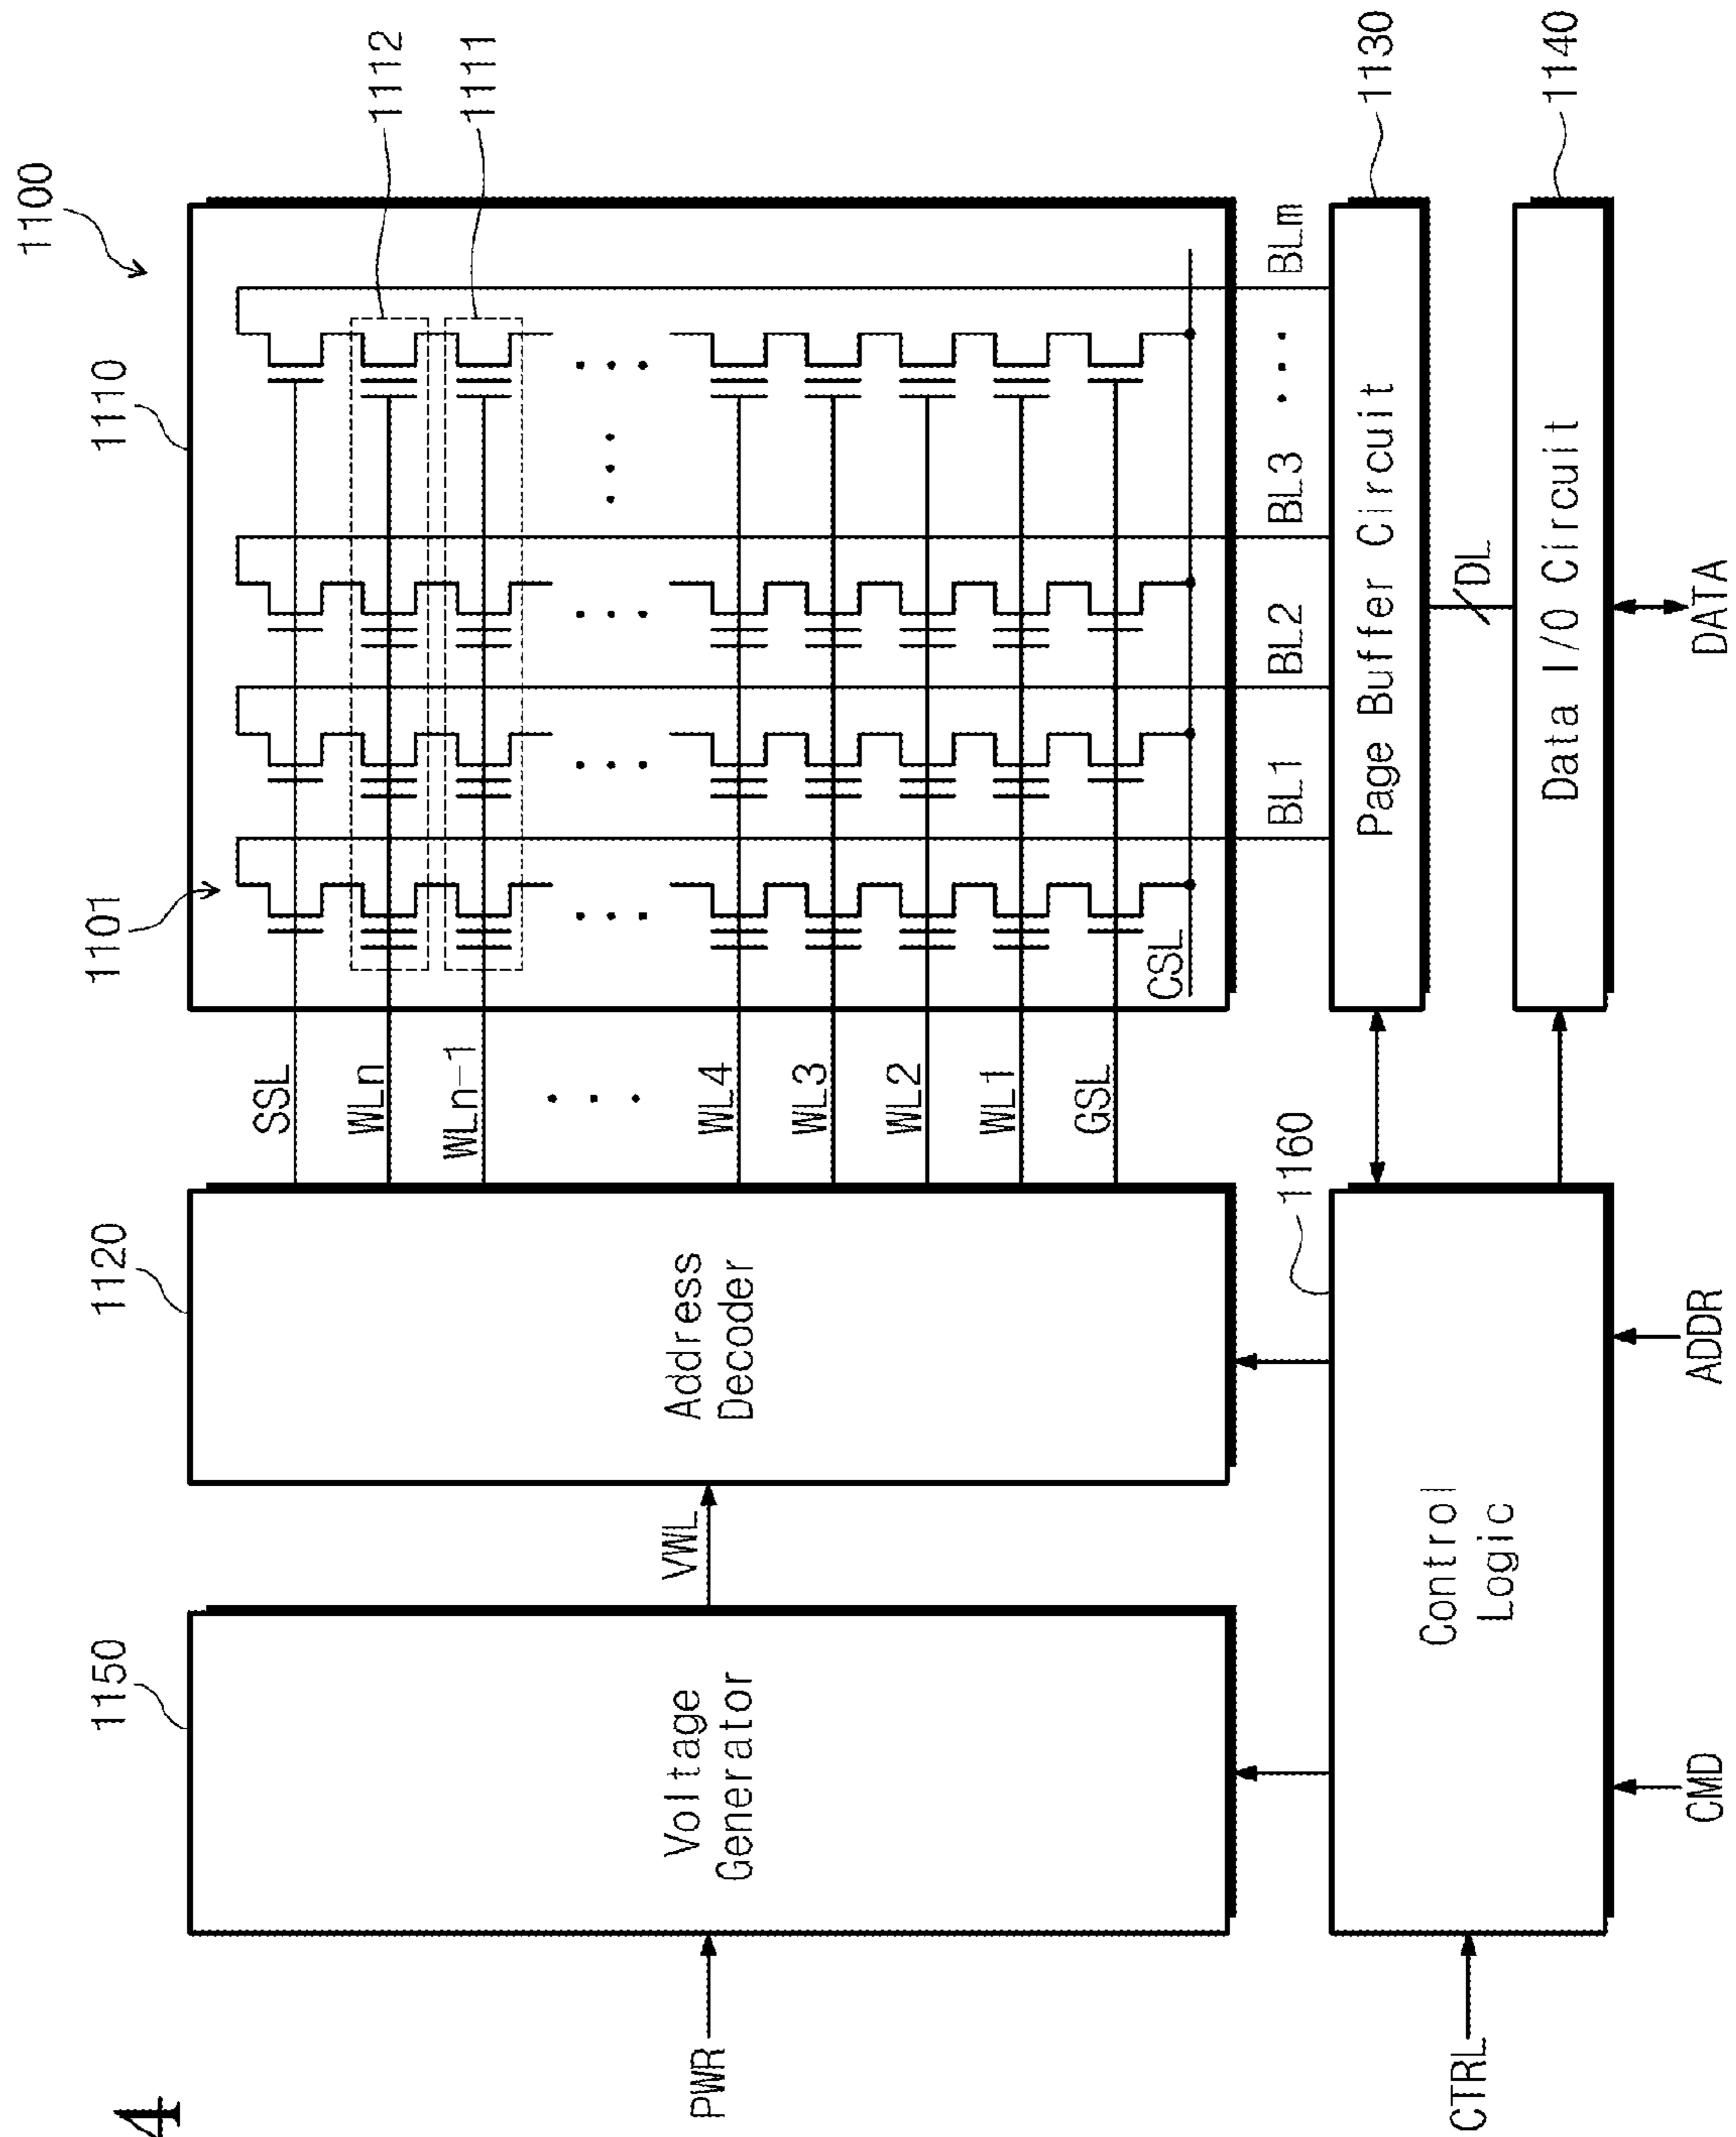 4
1100
1150
1120
1101
1110
1112
1111
PWR
Voltage
Generator
VWL
Address
Decoder
SSL
WLn
WLn-1
WL4
WL3
WL2
WL1
GSL
CSL
1160
BL1
BL2
BL3
BLm
CTRL
Control
Logic
Page Buffer Circuit
1130
DL
Data I/O Circuit
1140
CMD
ADDR
DATA